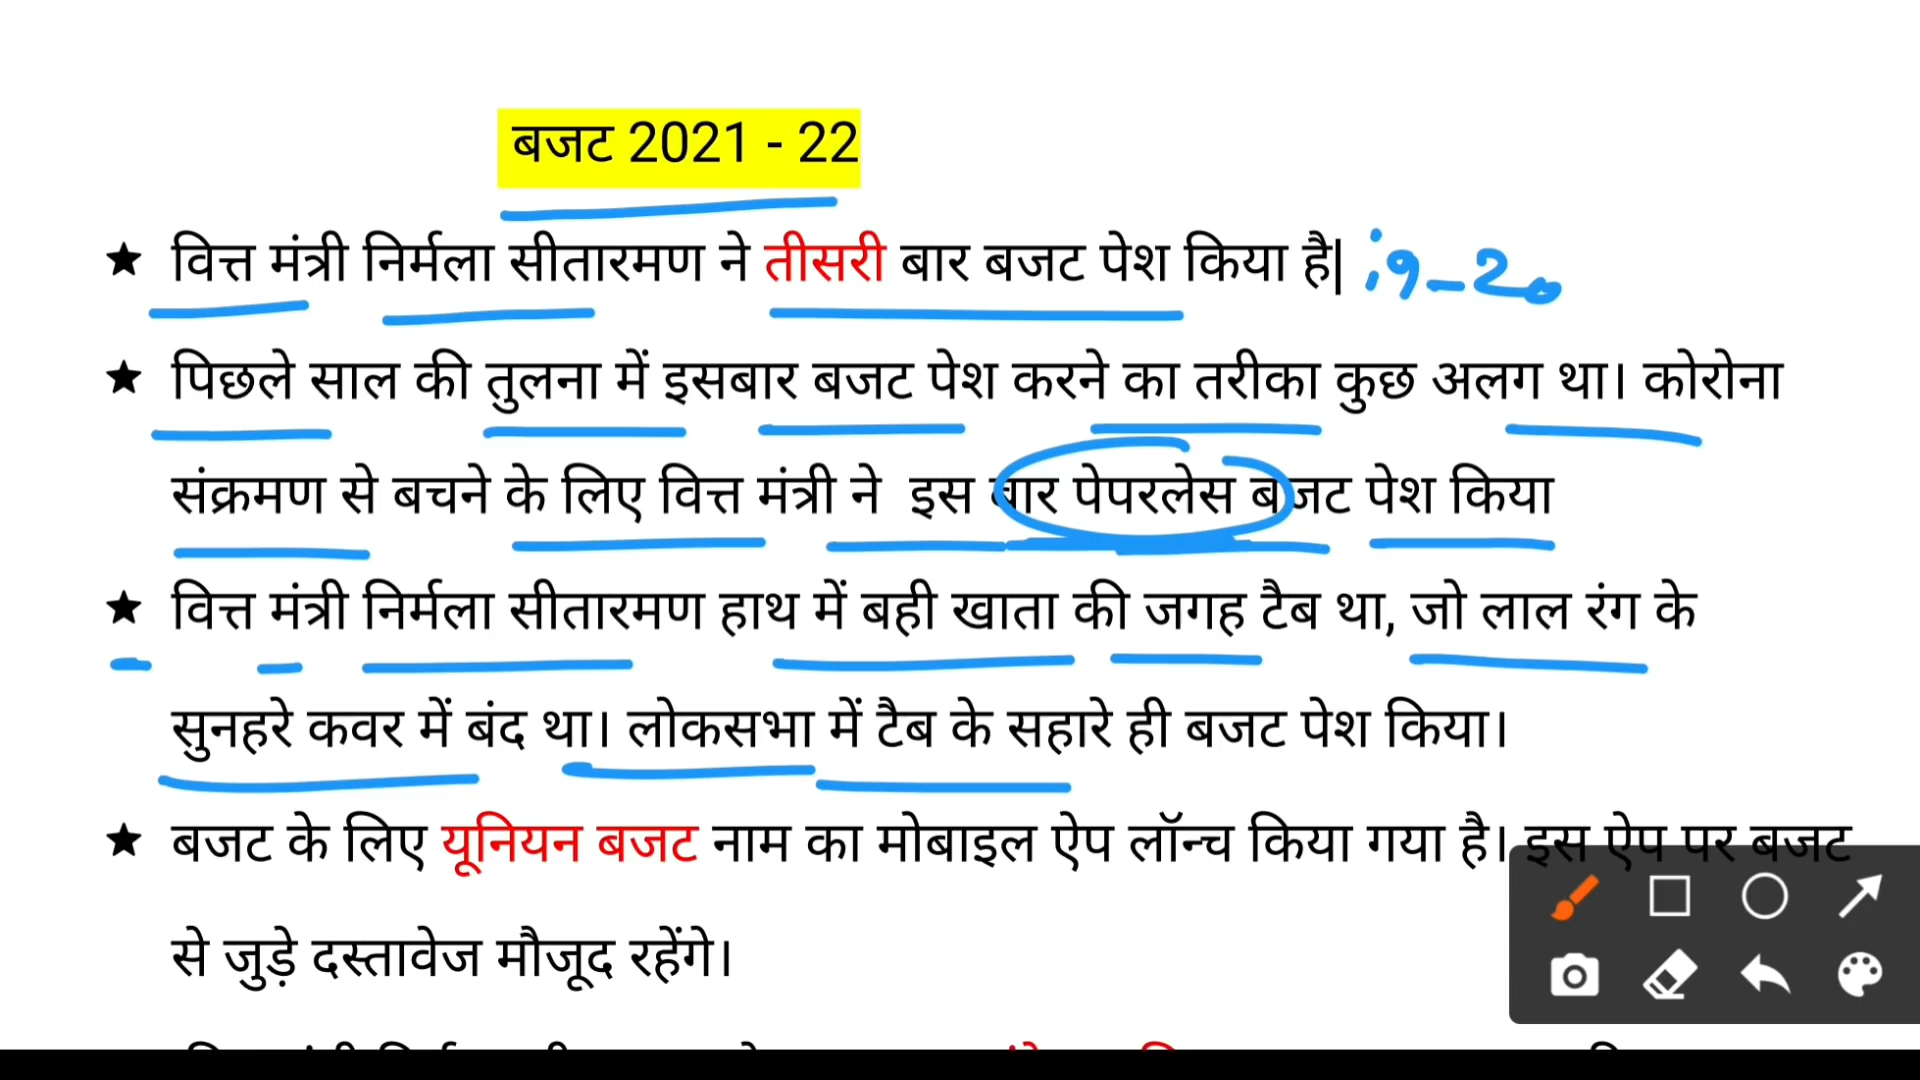 बजट 2021 - 22
★ वित्त मंत्री निर्मला सीतारमण ने तीसरी बार बजट पेश किया है| 19-20
★ पिछले साल की तुलना में इसबार बजट पेश करने का तरीका कुछ अलग था। कोरोना
संक्रमण से बचने के लिए वित्त मंत्री ने इस बार पेपरलेस बजट पेश किया
★ वित्त मंत्री निर्मला सीतारमण हाथ में बही खाता की जगह टैब था, जो लाल रंग के
सुनहरे कवर में बंद था। लोकसभा में टैब के सहारे ही बजट पेश किया।
★ बजट के लिए यूनियन बजट नाम का मोबाइल ऐप लॉन्च किया गया है। इस ऐप पर बजट
से जुड़े दस्तावेज मौजूद रहेंगे।